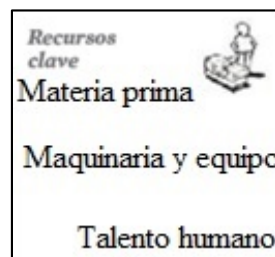 Recursos
clave
Materia prima
Maquinaria y equipo
Talento humano